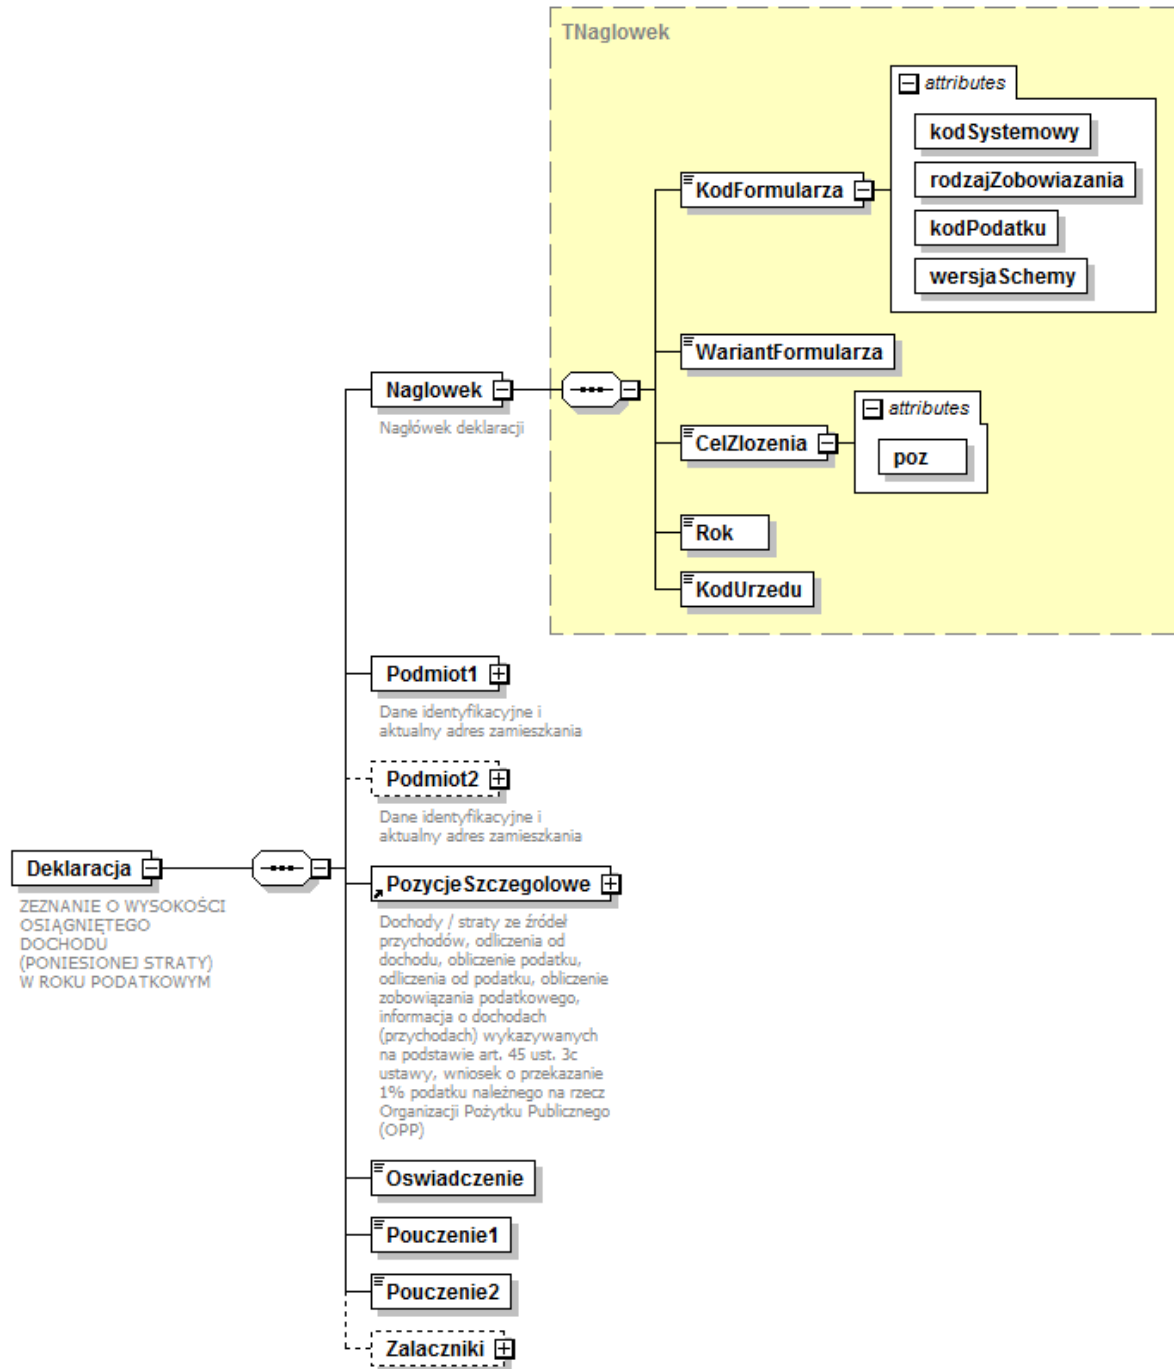 TNaglowek
attributes
kodSystemowy
rodzajZobowiazania
kodPodatku
wersjaSchemy
KodFormularza
WariantFormularza
Naglowek
Nagłówek deklaracji
attributes
CelZlozenia
poz
Rok
KodUrzedu
Podmiot1
Dane identyfikacyjne i
aktualny adres zamieszkania
Podmiot2
Dane identyfikacyjne i
aktualny adres zamieszkania
Deklaracja
ZEZNANIE O WYSOKOŚCI
OSIĄGNIĘTEGO
DOCHODU
(PONIESIONEJ STRATY)
W ROKU PODATKOWYM
PozycjeSzczegolowe
Dochody / straty ze źródeł
przychodów, odliczenia od
dochodu, obliczenie podatku,
odliczenia od podatku, obliczenie
zobowiązania podatkowego,
informacja o dochodach
(przychodach) wykazywanych
na podstawie art. 45 ust. 3c
ustawy, wniosek o przekazanie
1% podatku należnego na rzecz
Organizacji Pożytku Publicznego
(OPP)
Oswiadczenie
Pouczenie1
Pouczenie2
Zalaczniki